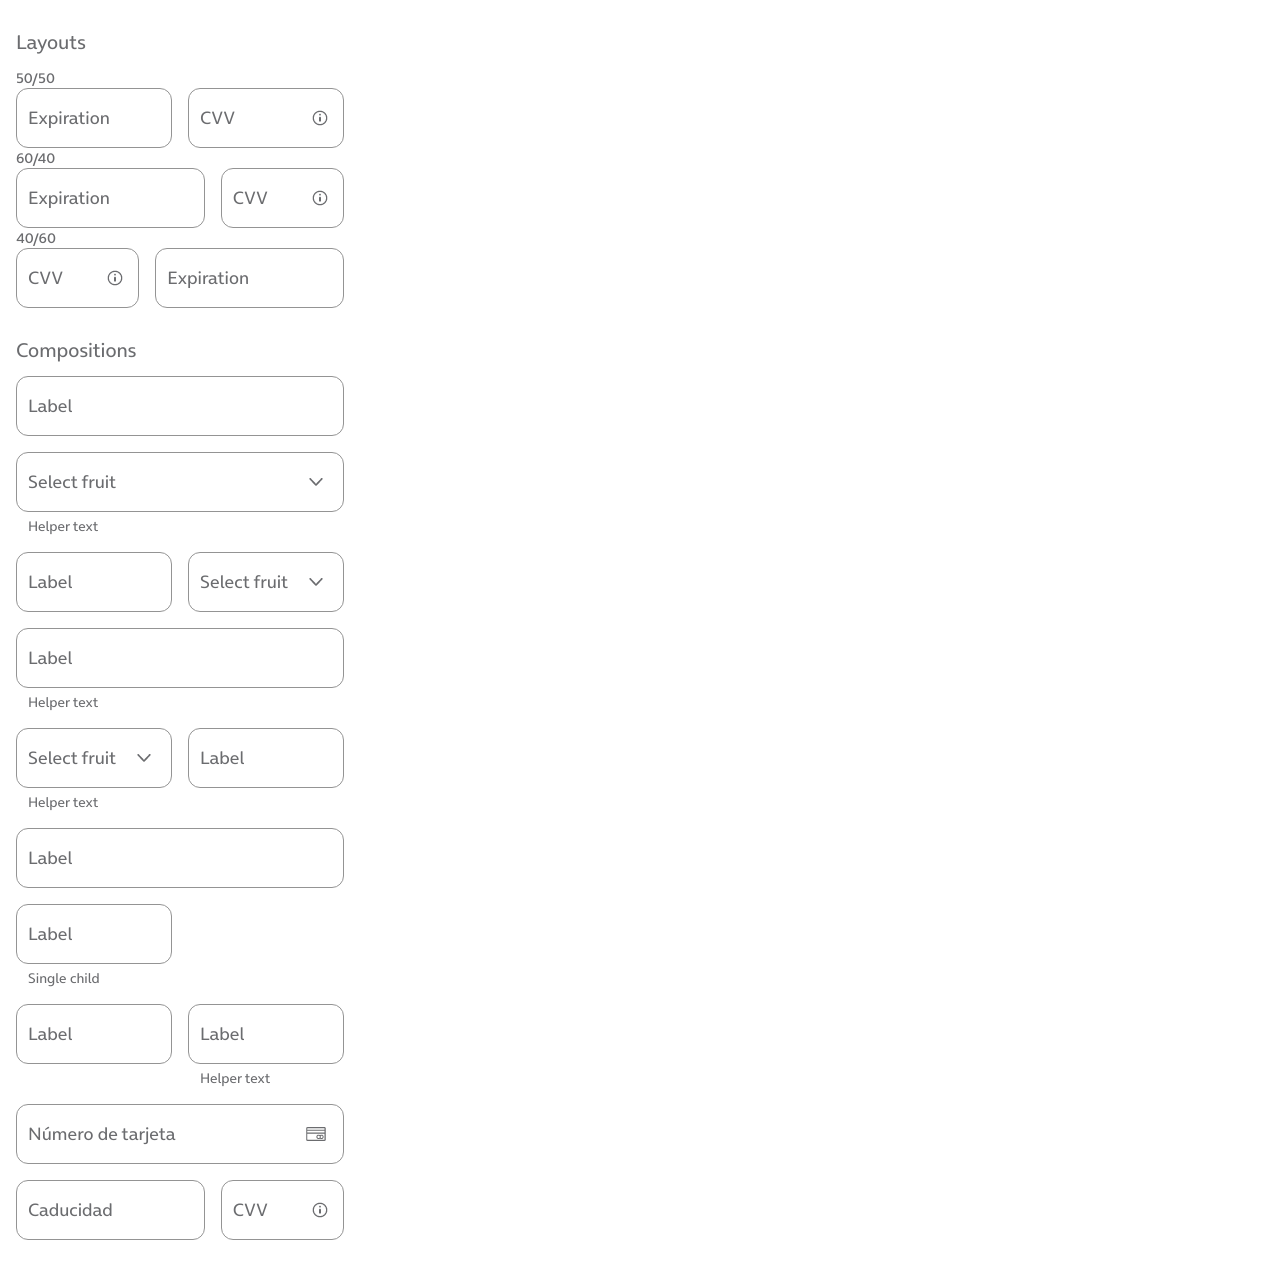 Layouts
50/50
Expiration CVV
60/40
Expiration CVV
40/60
CVV Expiration
Compositions
Label
Select fruit
Helper text
Label Select fruit
Label
Helper text
Select fruit Label
Helper text
Label
Label
Single child
Label Label
Helper text
Número de tarjeta
Caducidad CVV